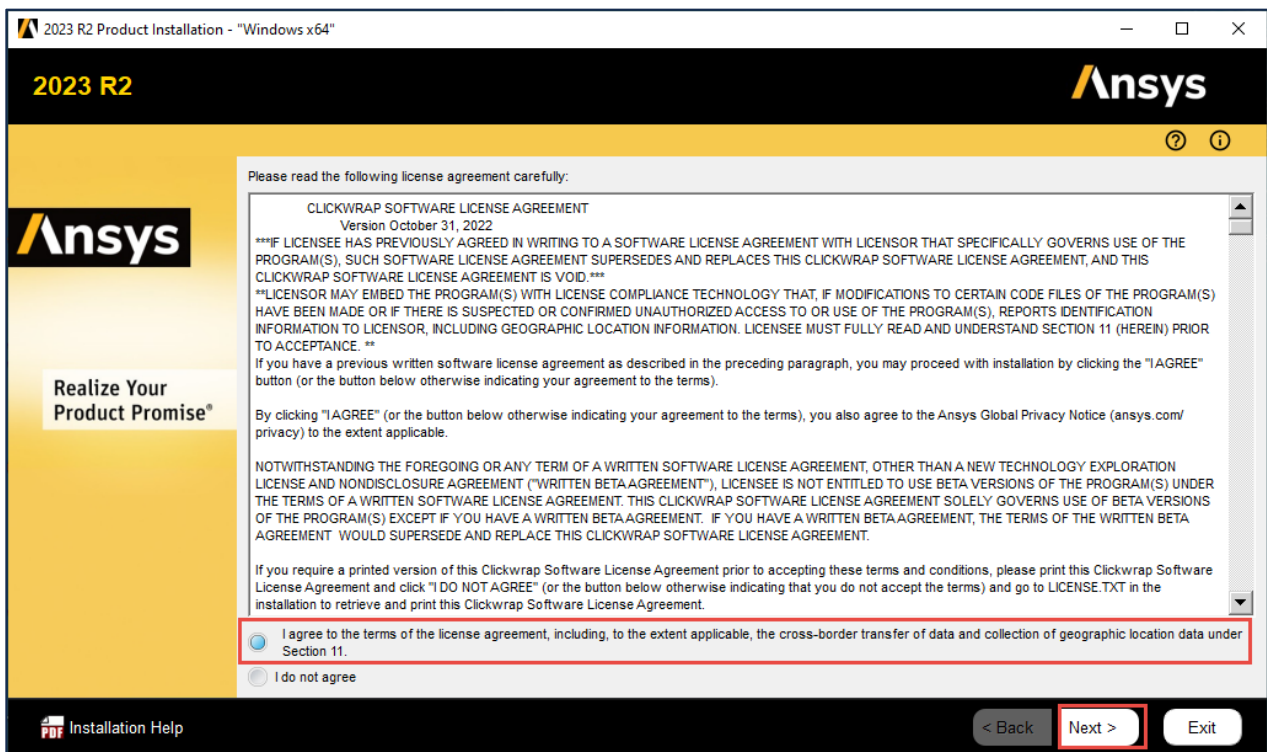 2023 R2 Product Installation - "Windows x64"
2023 R2
Ansys
Please read the following license agreement carefully:
Ansys
Realize Your
Product Promise®
CLICKWRAP SOFTWARE LICENSE AGREEMENT
Version October 31, 2022
***IF LICENSEE HAS PREVIOUSLY AGREED IN WRITING TO A SOFTWARE LICENSE AGREEMENT WITH LICENSOR THAT SPECIFICALLY GOVERNS USE OF THE
PROGRAM(S), SUCH SOFTWARE LICENSE AGREEMENT SUPERSEDES AND REPLACES THIS CLICKWRAP SOFTWARE LICENSE AGREEMENT, AND THIS
CLICKWRAP SOFTWARE LICENSE AGREEMENT IS VOID.***
**LICENSOR MAY EMBED THE PROGRAM(S) WITH LICENSE COMPLIANCE TECHNOLOGY THAT, IF MODIFICATIONS TO CERTAIN CODE FILES OF THE PROGRAM(S)
HAVE BEEN MADE OR IF THERE IS SUSPECTED OR CONFIRMED UNAUTHORIZED ACCESS TO OR USE OF THE PROGRAM(S), REPORTS IDENTIFICATION
INFORMATION TO LICENSOR, INCLUDING GEOGRAPHIC LOCATION INFORMATION. LICENSEE MUST FULLY READ AND UNDERSTAND SECTION 11 (HEREIN) PRIOR
TO ACCEPTANCE. **
If you have a previous written software license agreement as described in the preceding paragraph, you may proceed with installation by clicking the "I AGREE"
button (or the button below otherwise indicating your agreement to the terms).
By clicking "I AGREE" (or the button below otherwise indicating your agreement to the terms), you also agree to the Ansys Global Privacy Notice (ansys.com/
privacy) to the extent applicable.
NOTWITHSTANDING THE FOREGOING OR ANY TERM OF A WRITTEN SOFTWARE LICENSE AGREEMENT, OTHER THAN A NEW TECHNOLOGY EXPLORATION
LICENSE AND NONDISCLOSURE AGREEMENT ("WRITTEN BETA AGREEMENT"), LICENSEE IS NOT ENTITLED TO USE BETA VERSIONS OF THE PROGRAM(S) UNDER
THE TERMS OF A WRITTEN SOFTWARE LICENSE AGREEMENT. THIS CLICKWRAP SOFTWARE LICENSE AGREEMENT SOLELY GOVERNS USE OF BETA VERSIONS
OF THE PROGRAM(S) EXCEPT IF YOU HAVE A WRITTEN BETA AGREEMENT. IF YOU HAVE A WRITTEN BETA AGREEMENT, THE TERMS OF THE WRITTEN BETA
AGREEMENT WOULD SUPERSEDE AND REPLACE THIS CLICKWRAP SOFTWARE LICENSE AGREEMENT.
If you require a printed version of this Clickwrap Software License Agreement prior to accepting these terms and conditions, please print this Clickwrap Software
License Agreement and click "I DO NOT AGREE" (or the button below otherwise indicating that you do not accept the terms) and go to LICENSE.TXT in the
installation to retrieve and print this Clickwrap Software License Agreement.
I agree to the terms of the license agreement, including, to the extent applicable, the cross-border transfer of data and collection of geographic location data under
Section 11.
I do not agree
PDF Installation Help
< Back
Next >
Exit